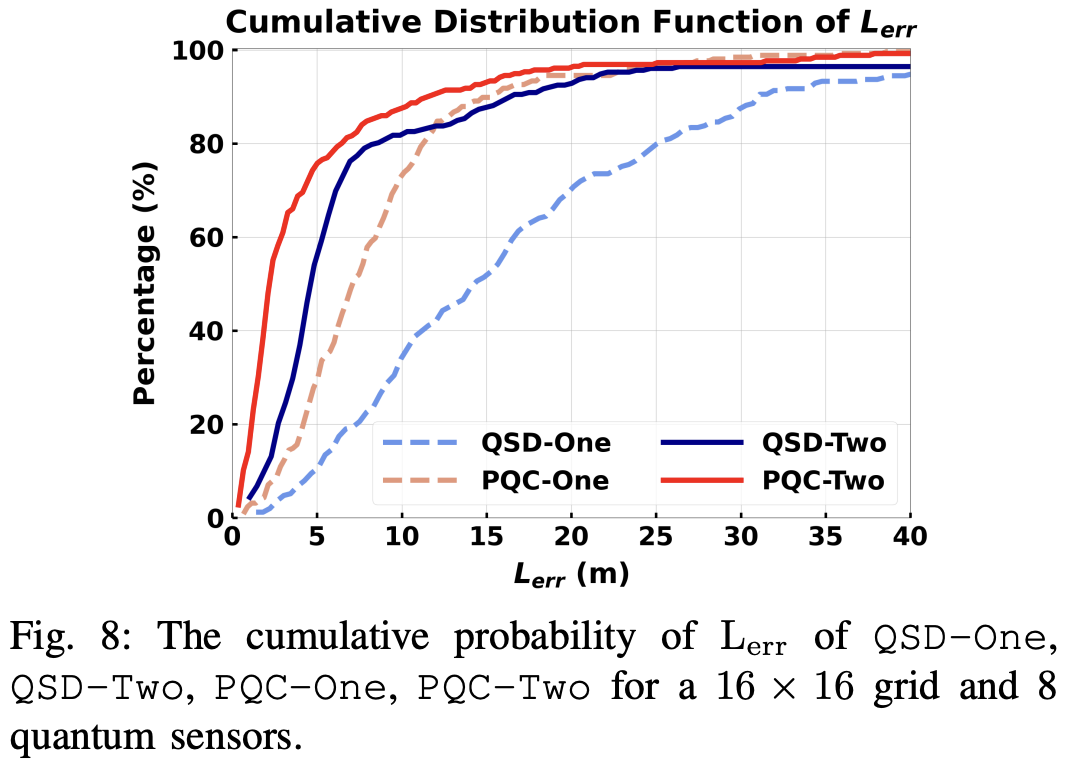 Cumulative Distribution Function of L_err
100
80
60
40
20
0
Percentage (%)
QSD-One
PQC-One
QSD-Two
PQC-Two
0 5 10 15 20 25 30 35 40
L_err (m)
Fig. 8: The cumulative probability of L_err of QSD-One,
QSD-Two, PQC-One, PQC-Two for a 16 × 16 grid and 8
quantum sensors.